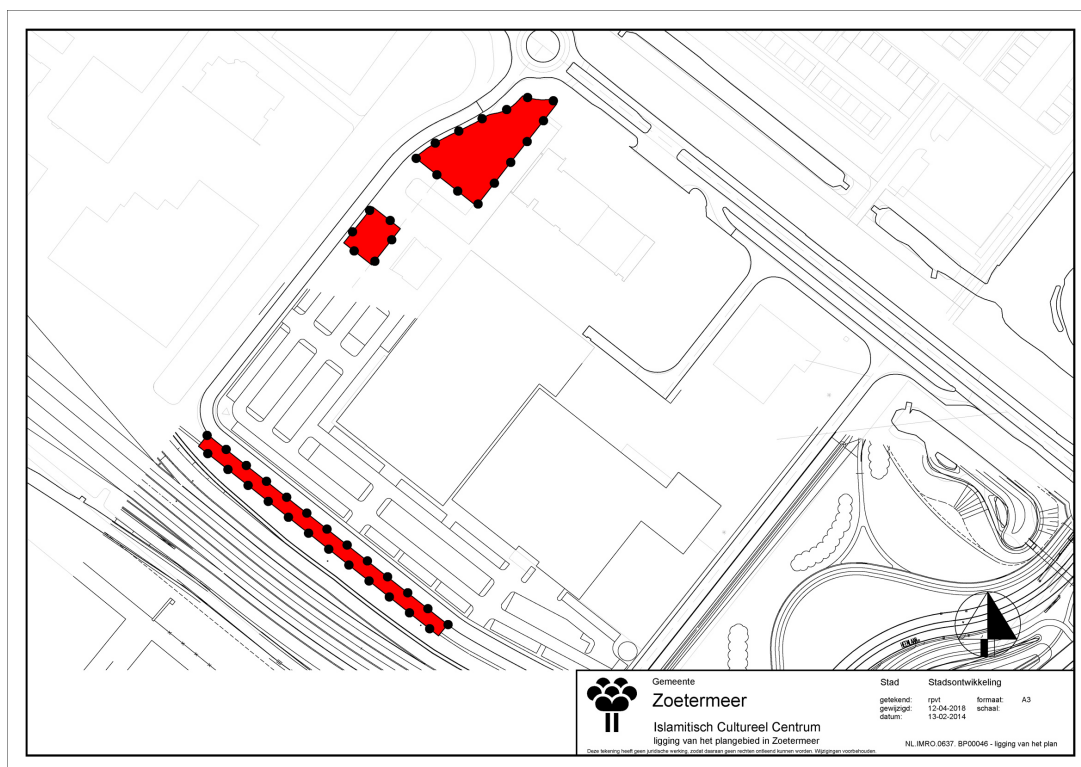 Gemeente
Zoetermeer
Islamitisch Cultureel Centrum
ligging van het plangebied in Zoetermeer
Deze tekening heeft geen juridische werking, zodat daaraan geen rechten ontleend kunnen worden. Wijzigingen voorbehouden.
Stad Stadsontwikkeling
getekend: rpvt formaat: A3
gewijzigd: 12-04-2018 schaal:
datum: 13-02-2014
NL.IMRO.0637. BP00046 - ligging van het plan